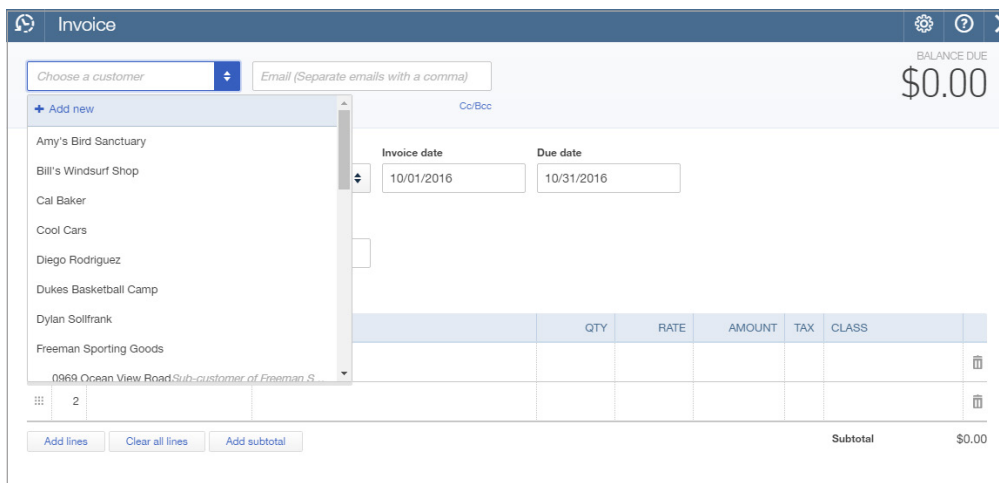 Invoice
BALANCE DUE
$0.00
Choose a customer Email (Separate emails with a comma)
Cc/Bcc
+ Add new
Amy's Bird Sanctuary
Bill's Windsurf Shop
Cal Baker
Cool Cars
Diego Rodriguez
Dukes Basketball Camp
Dylan Sollfrank
Freeman Sporting Goods
0969 Ocean View Road Sub-customer of Freeman S...
Invoice date Due date
10/01/2016 10/31/2016
QTY RATE AMOUNT TAX CLASS
2
Add lines Clear all lines Add subtotal Subtotal $0.00